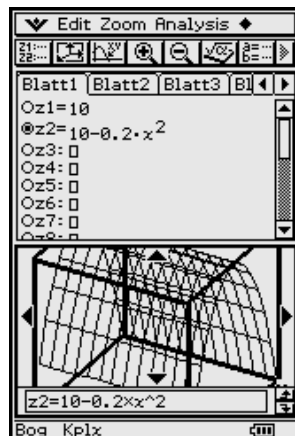 Edit Zoom Analysis
Blatt1 Blatt2 Blatt3 Bl
z1=10
z2=10-0.2·x²
z3:
z4:
z5:
z6:
z7:
z2=10-0.2×x^2
Bog Kplx